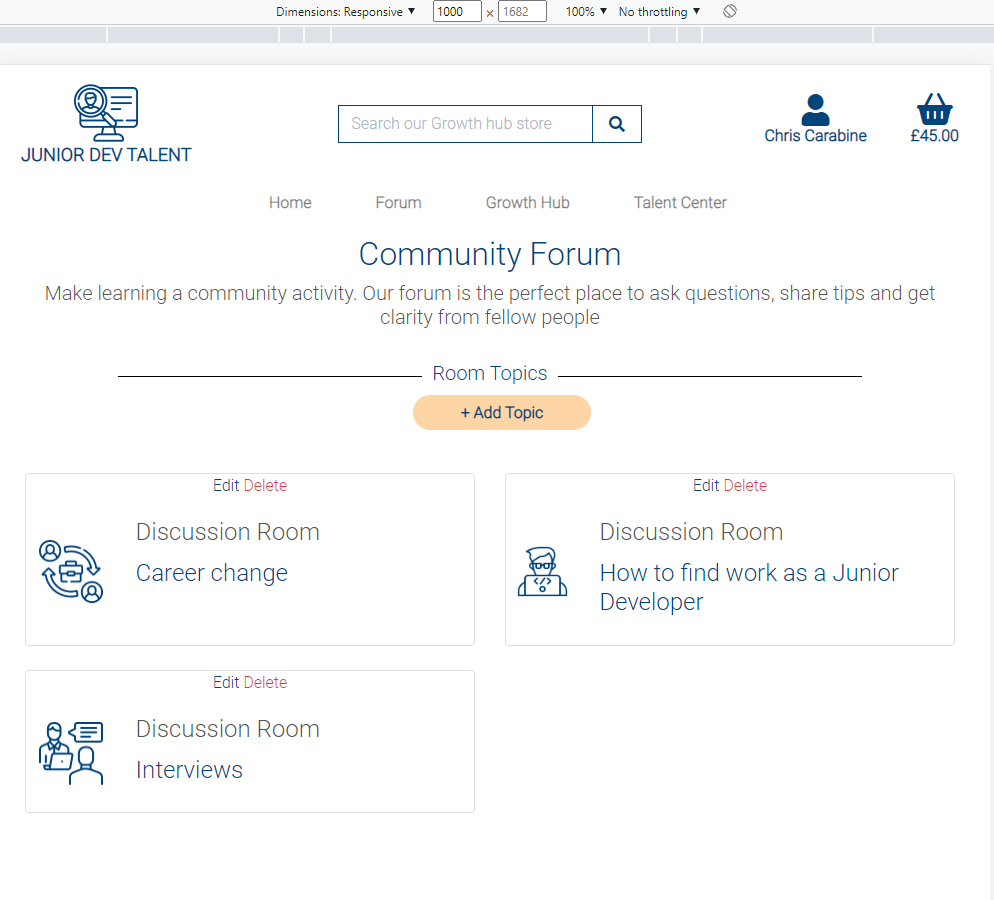 Dimensions: Responsive ▼ 1000 × 1682 100% ▼ No throttling ▼
JUNIOR DEV TALENT
Search our Growth hub store
Chris Carabine
£45.00
Home Forum Growth Hub Talent Center
Community Forum
Make learning a community activity. Our forum is the perfect place to ask questions, share tips and get
clarity from fellow people
Room Topics
+ Add Topic
Edit Delete
Discussion Room
Career change
Edit Delete
Discussion Room
How to find work as a Junior
Developer
Edit Delete
Discussion Room
Interviews